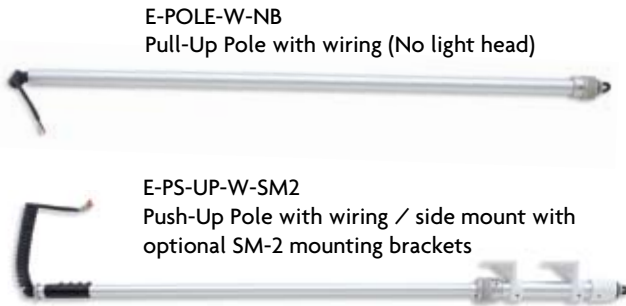 E-POLE-W-NB
Pull-Up Pole with wiring (No light head)
E-PS-UP-W-SM2
Push-Up Pole with wiring / side mount with
optional SM-2 mounting brackets